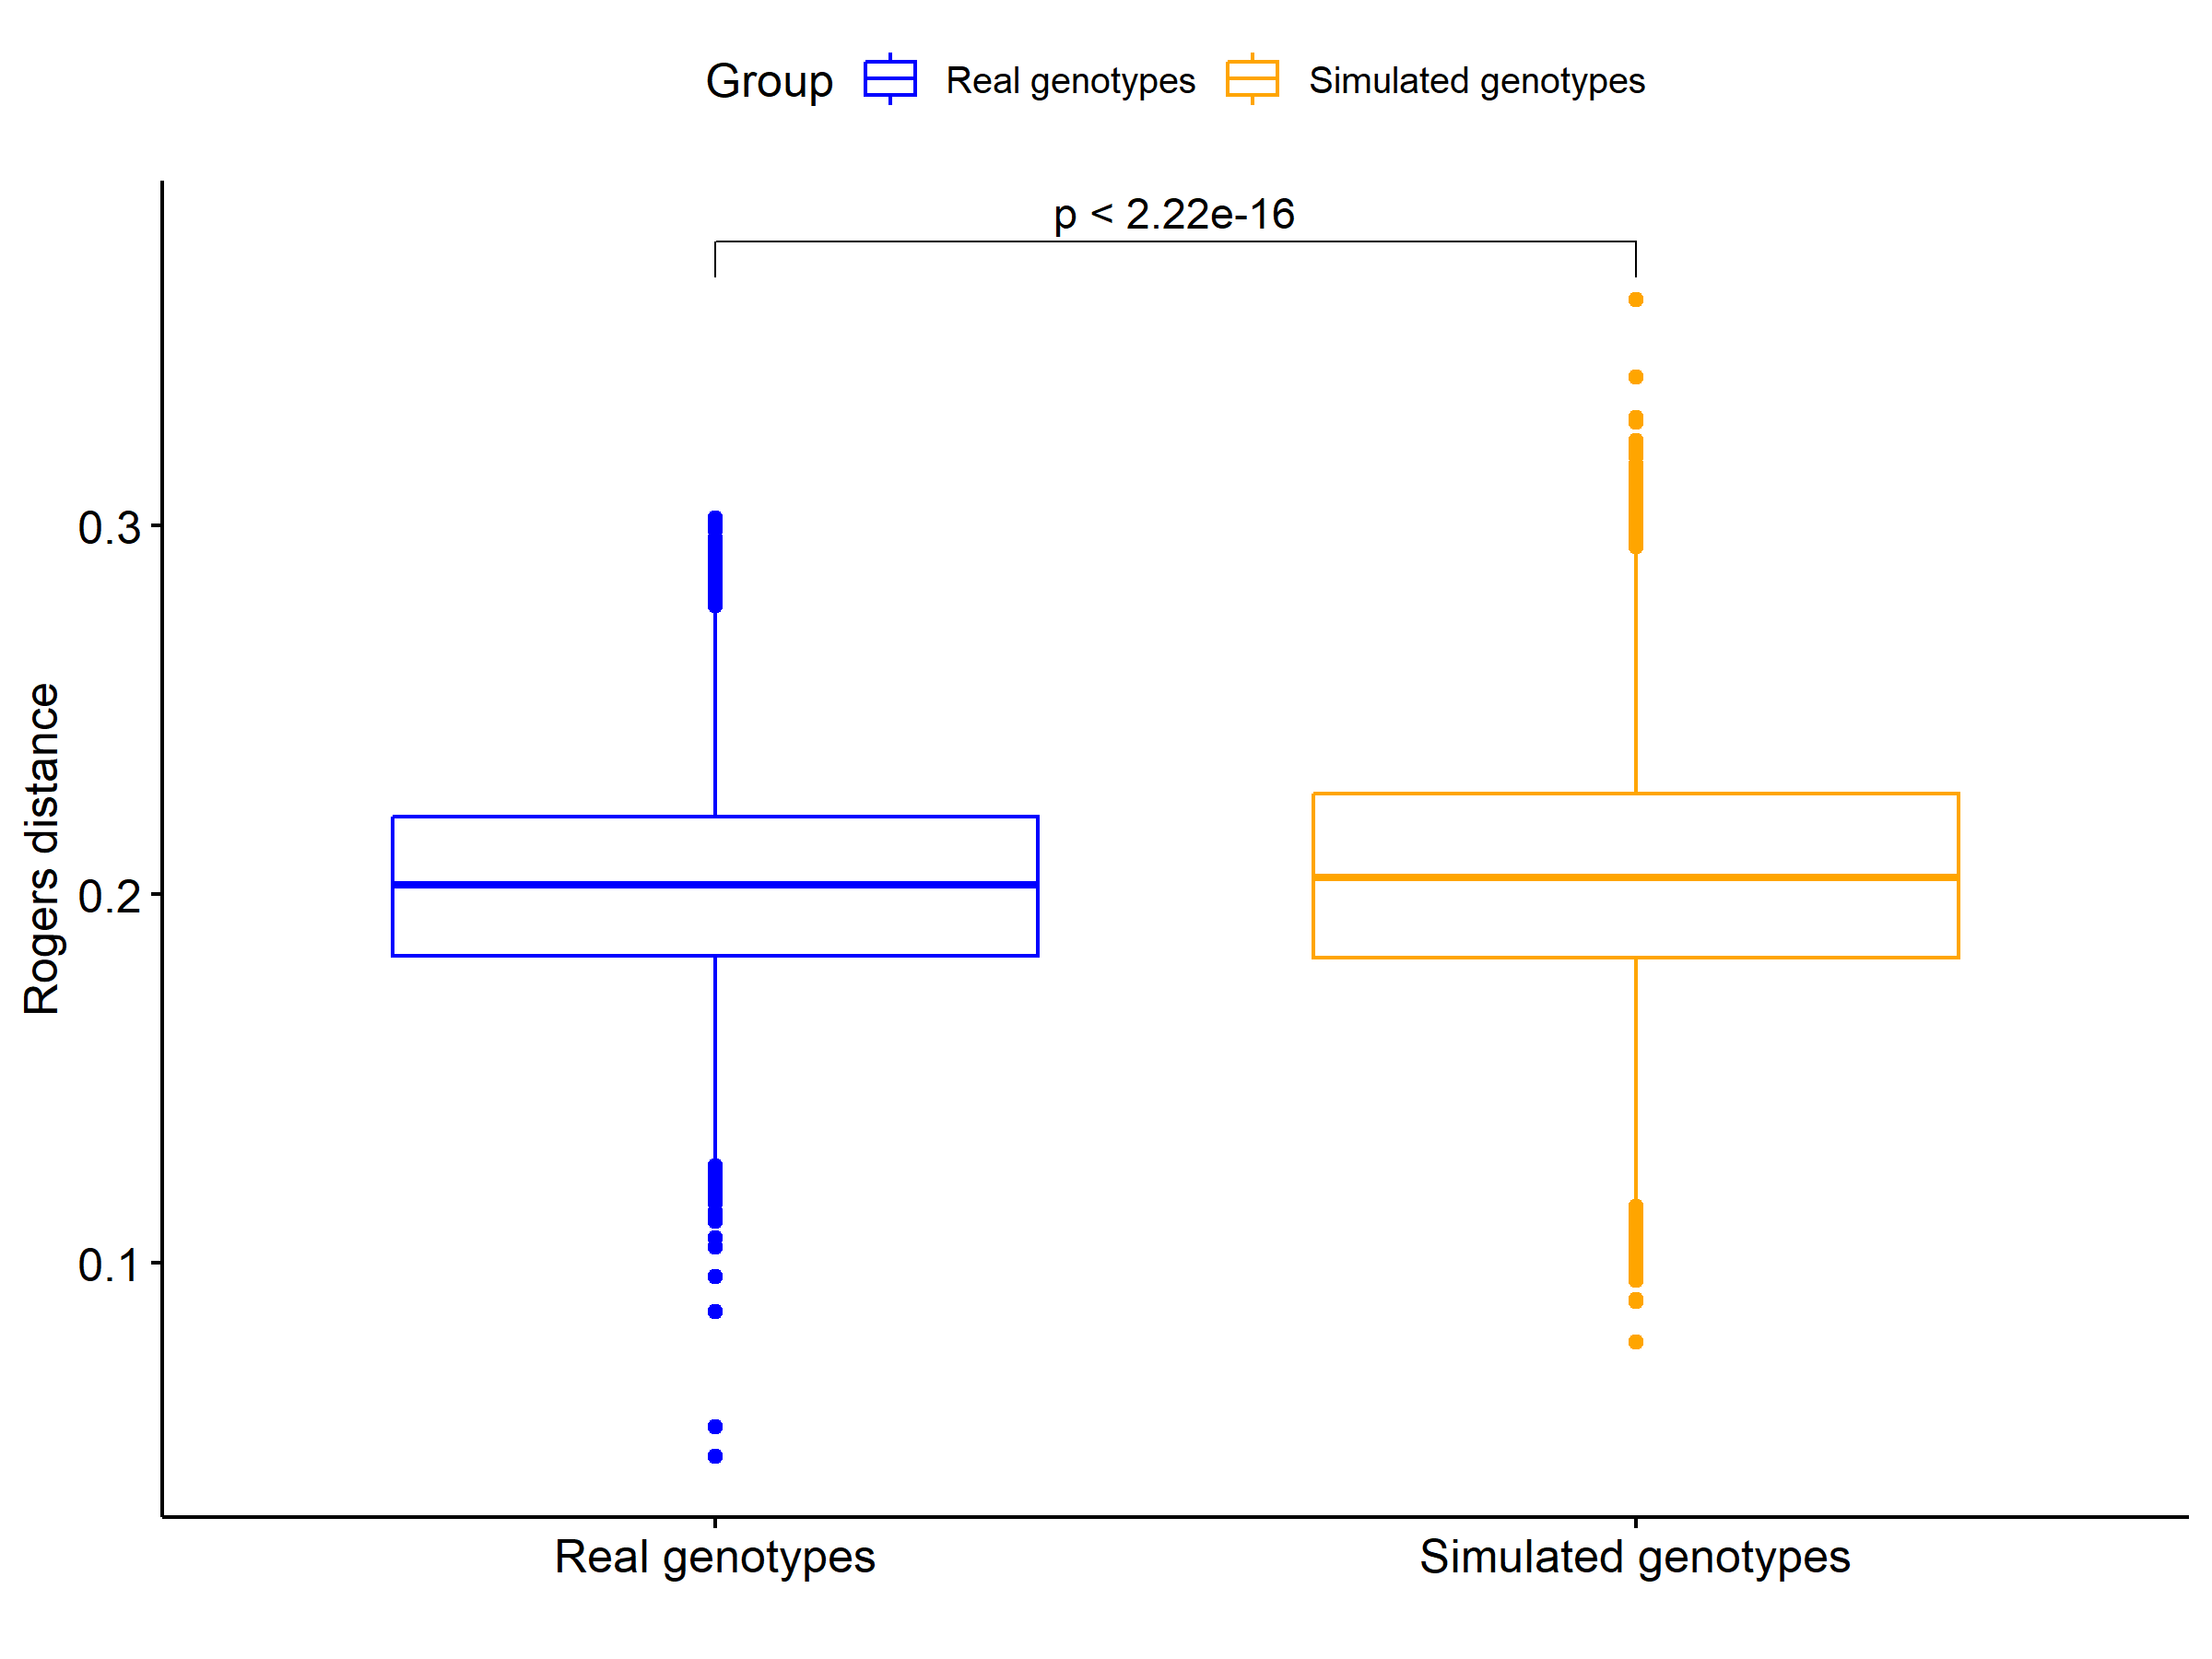 Group Real genotypes Simulated genotypes
p < 2.22e-16
0.3
0.2
0.1
Rogers distance
Real genotypes Simulated genotypes